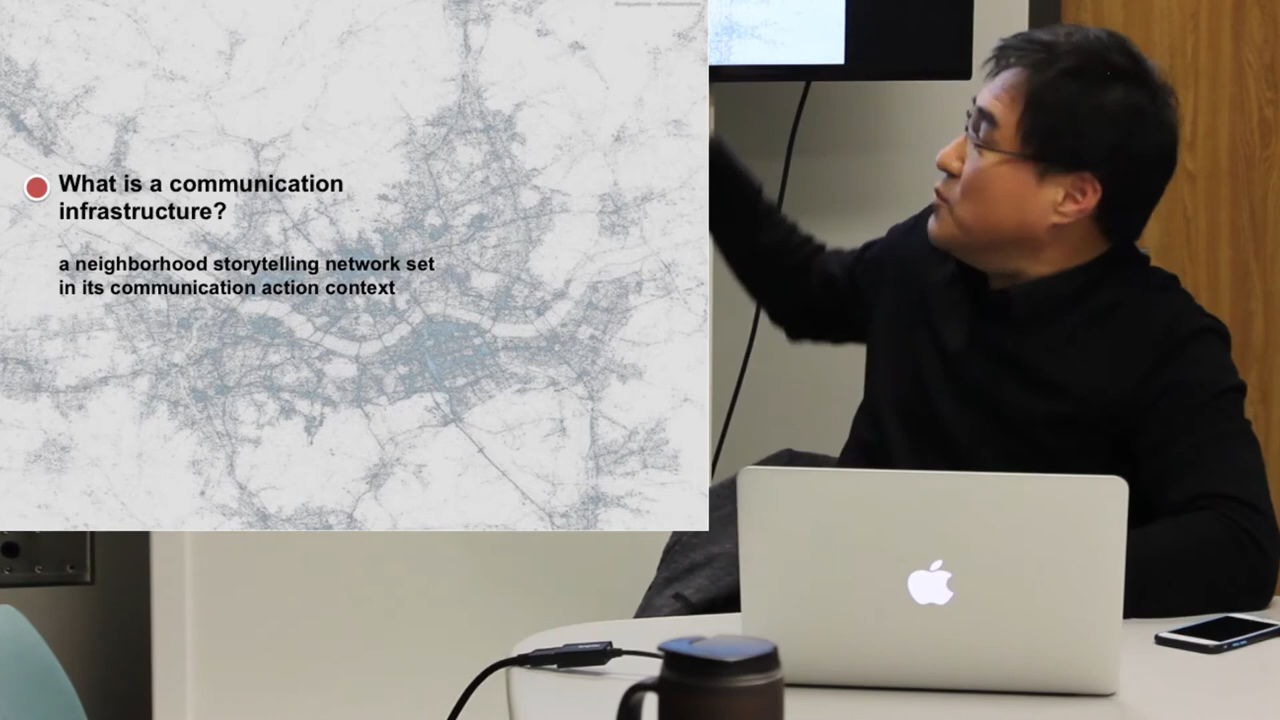 What is a communication
infrastructure?
a neighborhood storytelling network set
in its communication action context